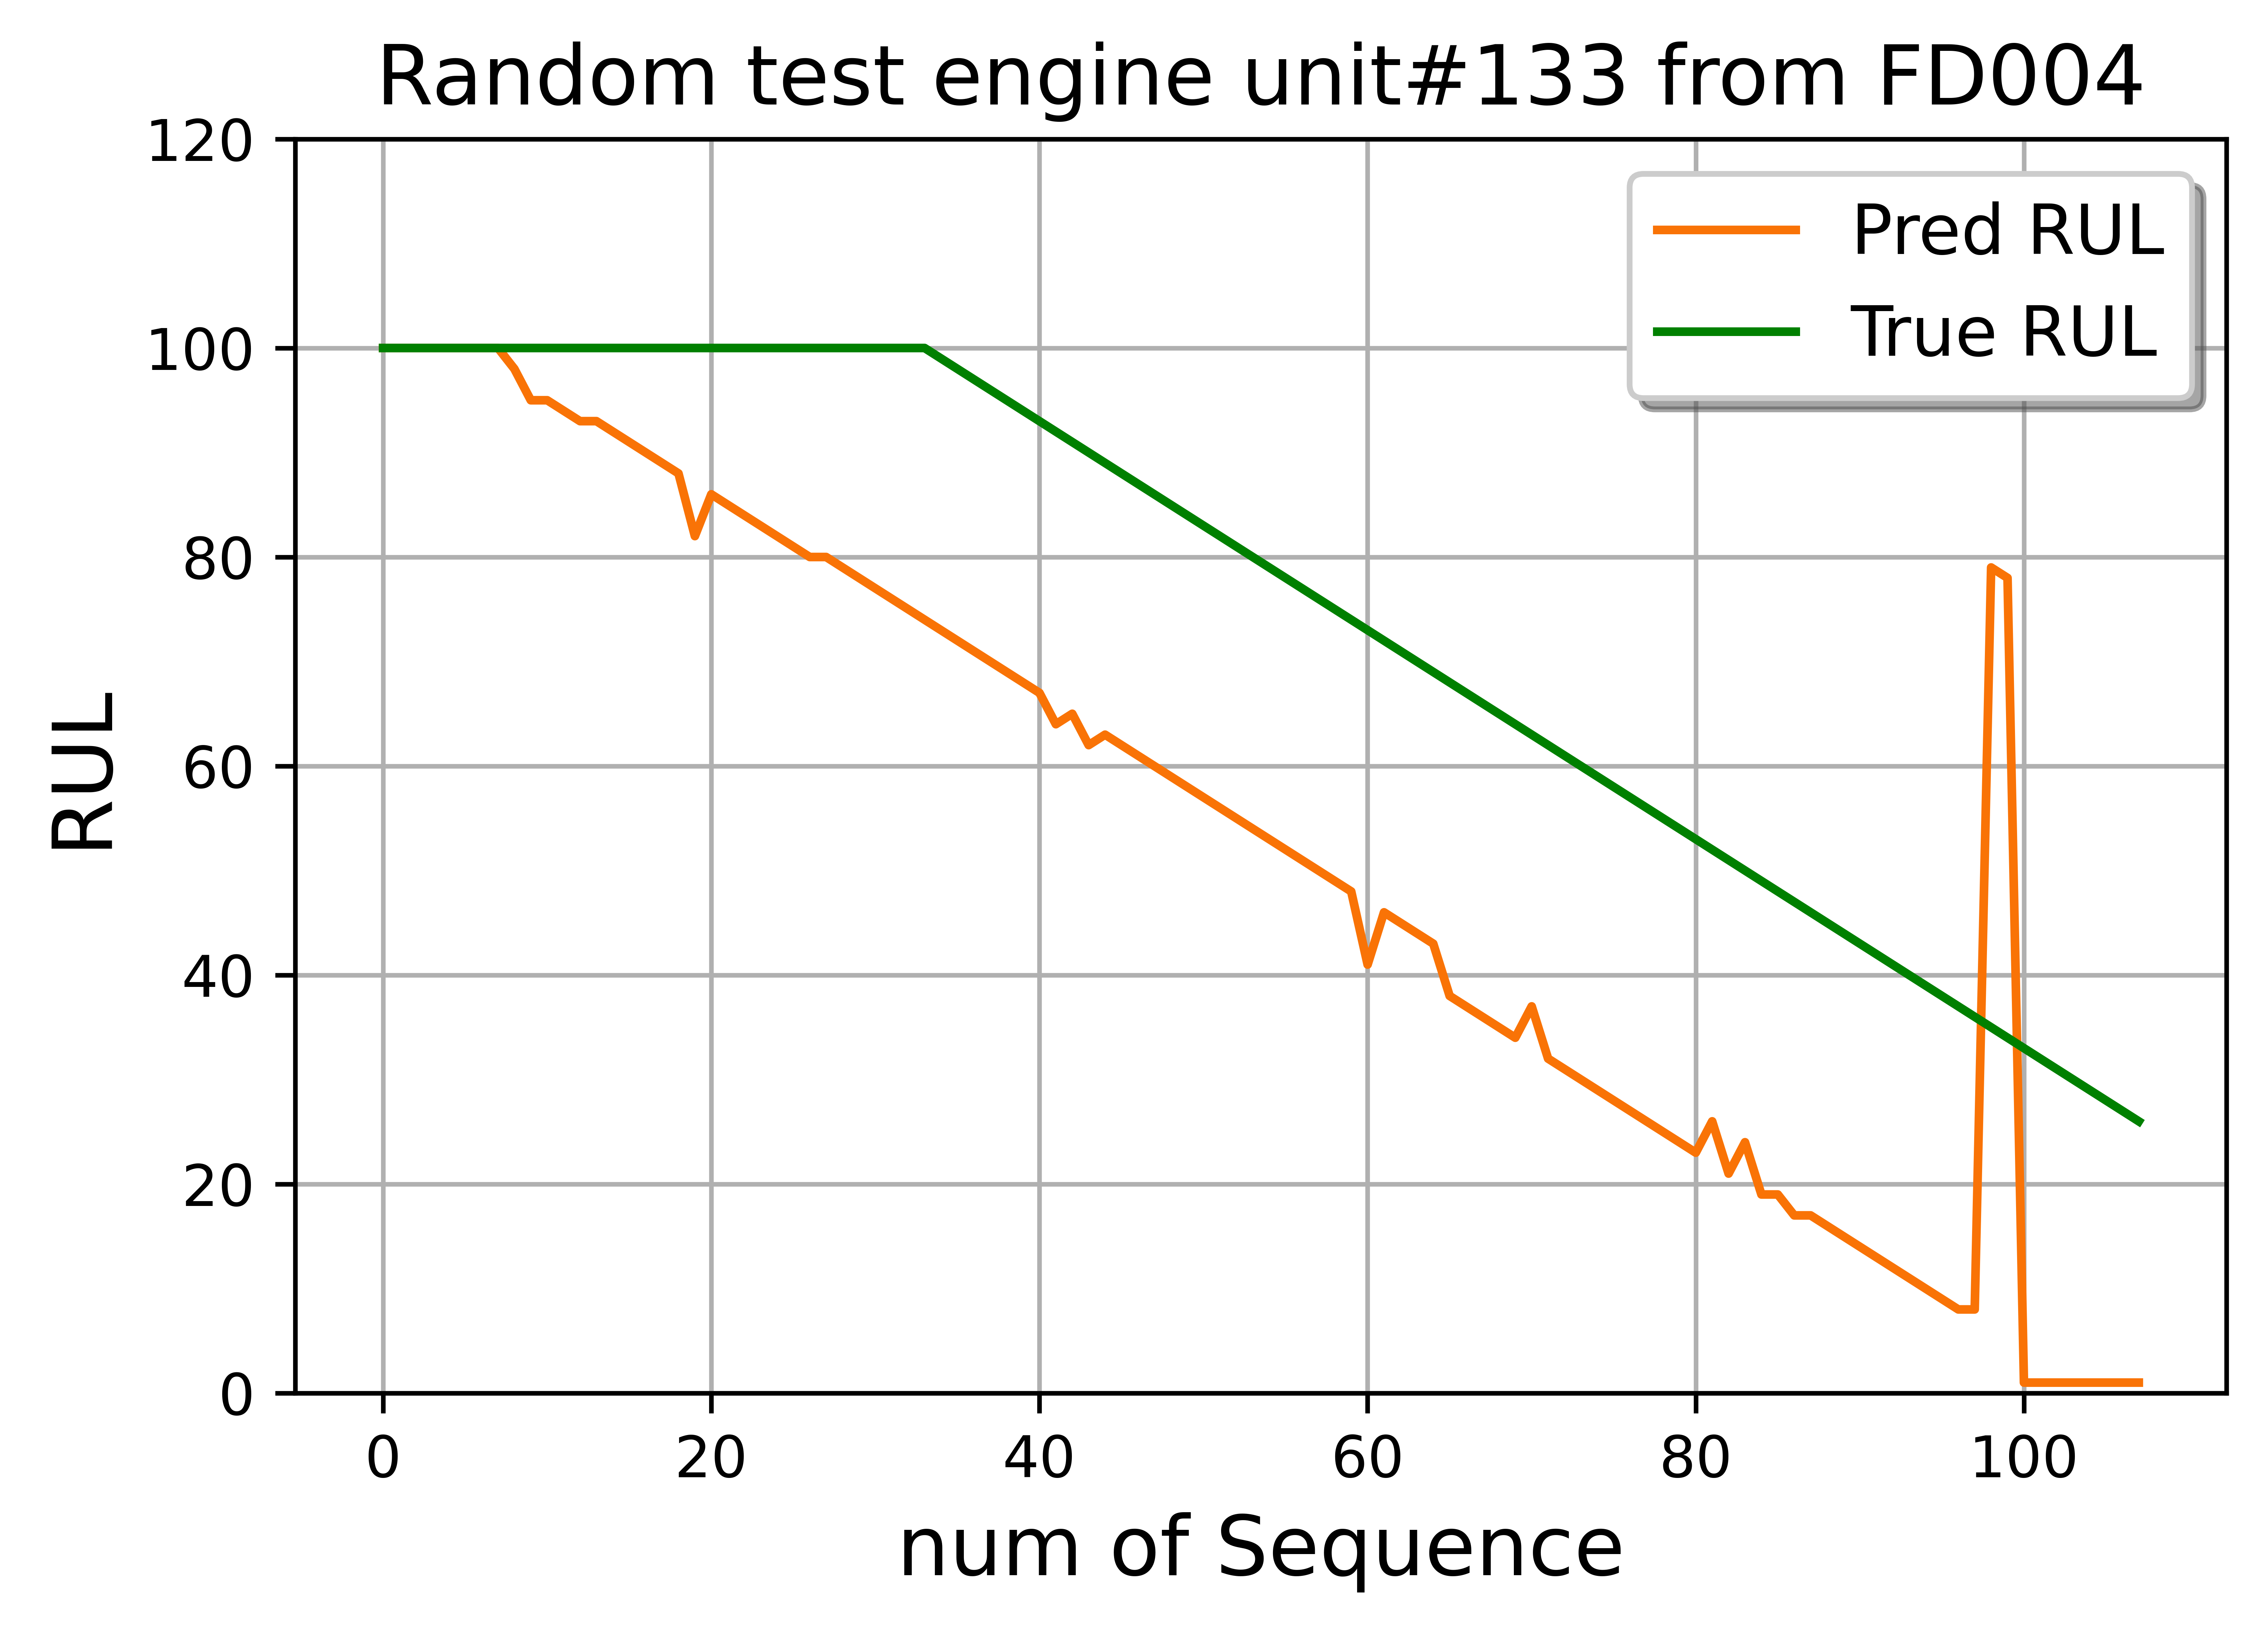 Random test engine unit#133 from FD004
120
100
80
60
40
20
0
RUL
Pred RUL
True RUL
0 20 40 60 80 100
num of Sequence